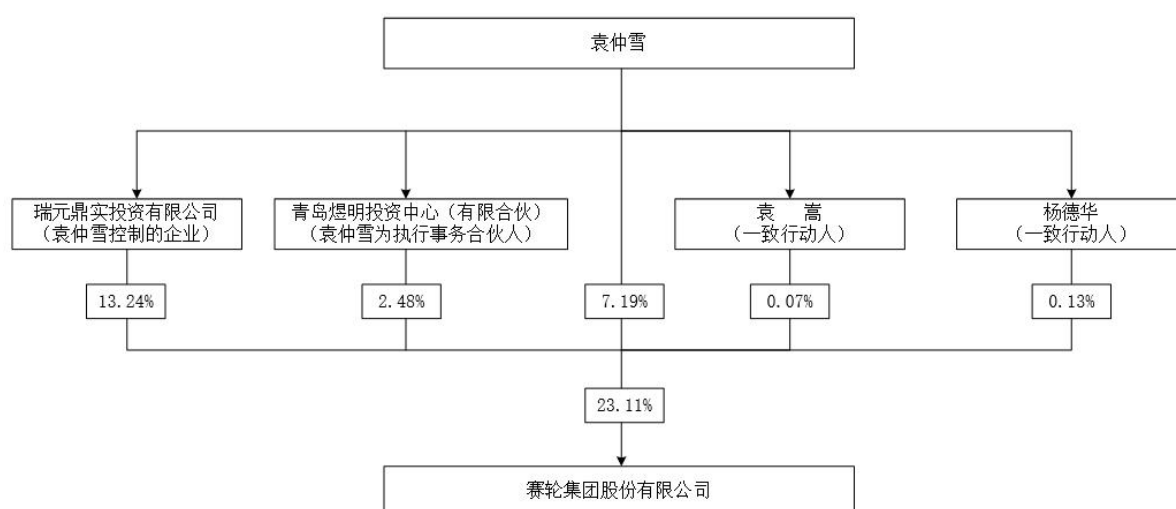 袁仲雪
瑞元鼎实投资有限公司
（袁仲雪控制的企业）
青岛煜明投资中心（有限合伙）
（袁仲雪为执行事务合伙人）
袁　　嵩
（一致行动人）
杨德华
（一致行动人）
13.24%
2.48%
7.19%
0.07%
0.13%
23.11%
赛轮集团股份有限公司